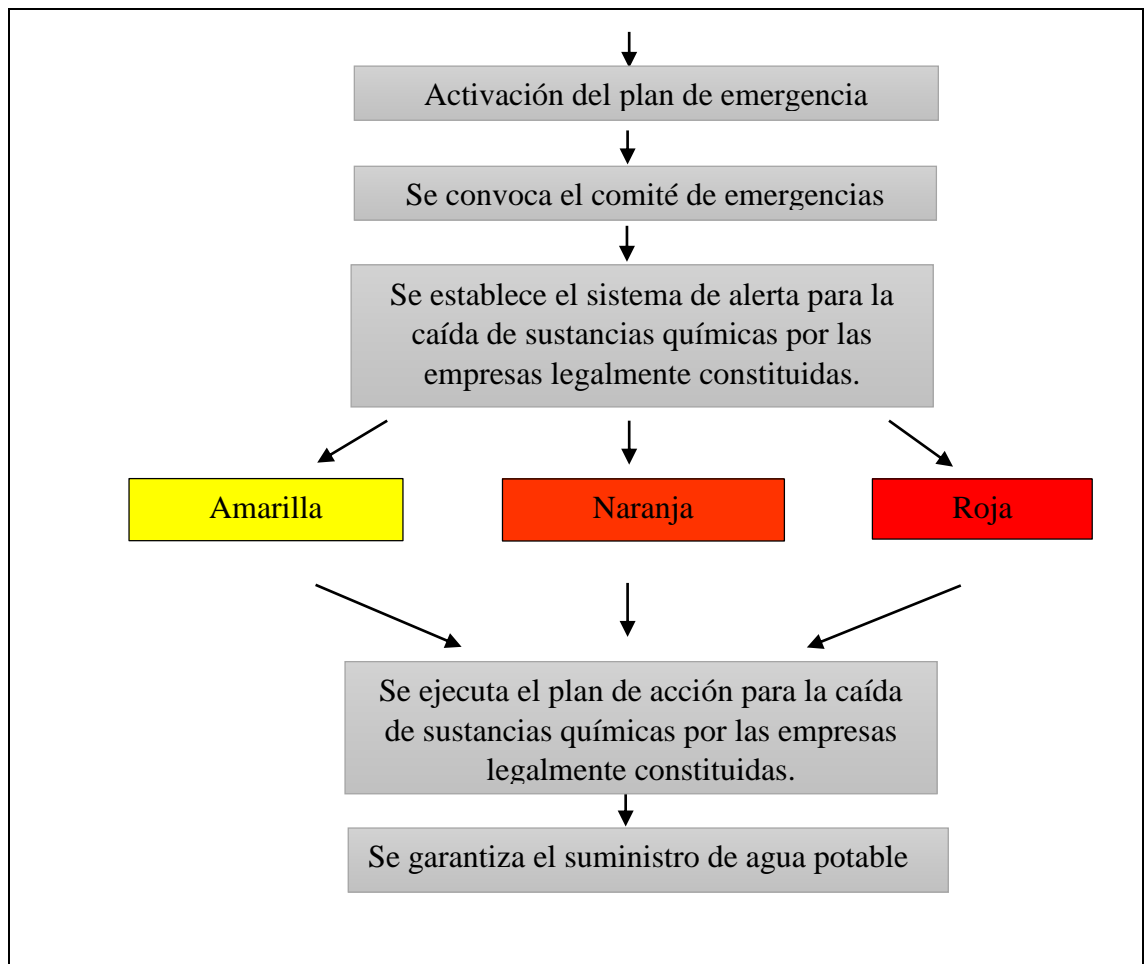 Activación del plan de emergencia
Se convoca el comité de emergencias
Se establece el sistema de alerta para la
caída de sustancias químicas por las
empresas legalmente constituidas.
Amarilla
Naranja
Roja
Se ejecuta el plan de acción para la caída
de sustancias químicas por las empresas
legalmente constituidas.
Se garantiza el suministro de agua potable